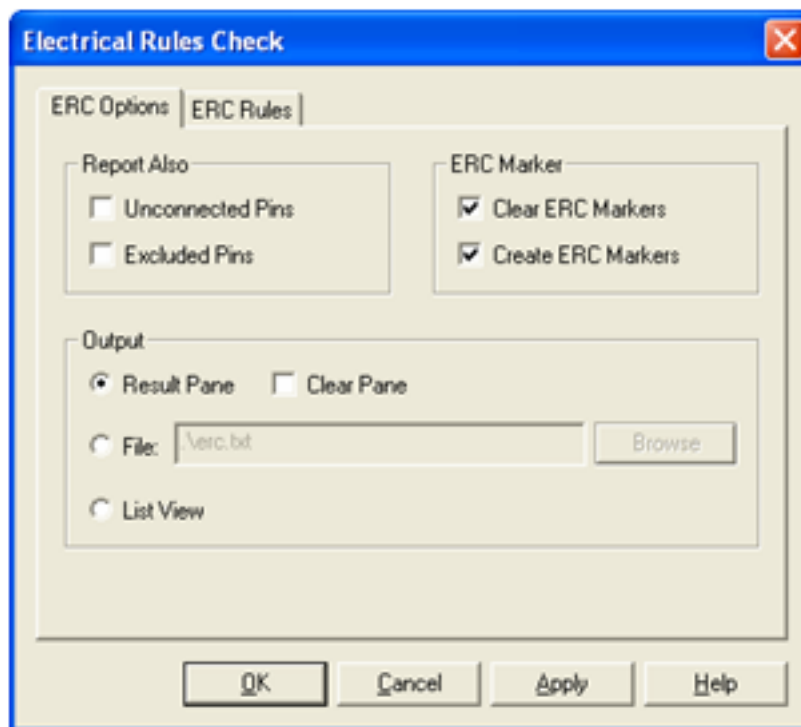 Electrical Rules Check
ERC Options ERC Rules
Report Also
Unconnected Pins
Excluded Pins
ERC Marker
Clear ERC Markers
Create ERC Markers
Output
Result Pane Clear Pane
File: .\erc.txt Browse
List View
OK Cancel Apply Help